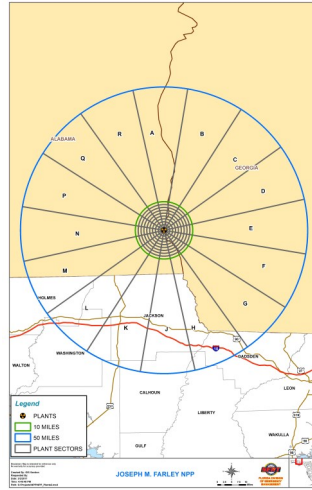 R
A
B
ALABAMA
Q
C
GEORGIA
P
D
N
E
M
F
HOLMES
L
G
JACKSON
K
J
H
WASHINGTON
GADSDEN
WALTON
CALHOUN
LEON
LIBERTY
WAKULLA
GULF
Legend
PLANTS
10 MILES
50 MILES
PLANT SECTORS
JOSEPH M. FARLEY NPP